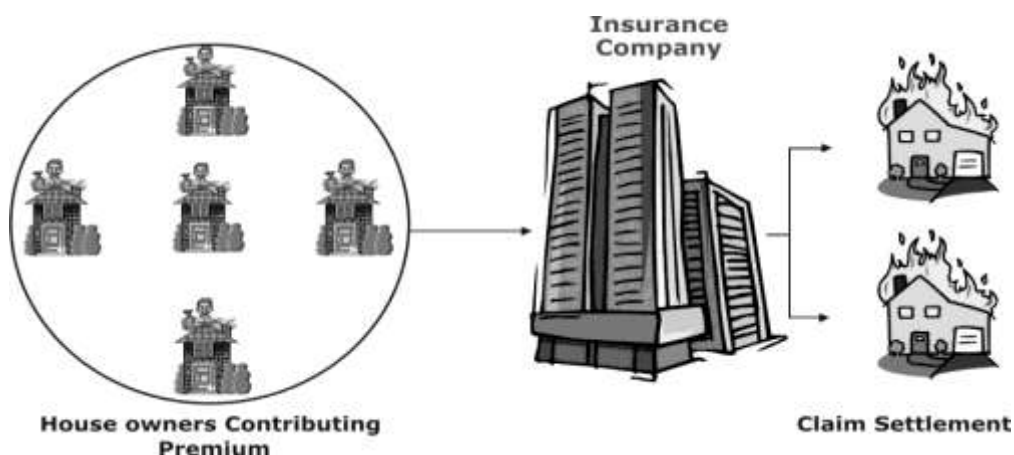 Insurance
Company
House owners Contributing
Premium
Claim Settlement